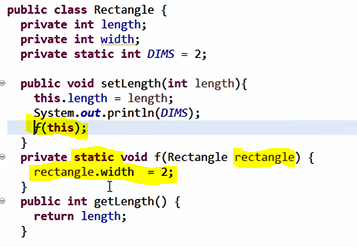 public class Rectangle {
private int length;
private int width;
private static int DIMS = 2;
public void setLength(int length){
this.length = length;
System.out.println(DIMS);
f(this);
}
private static void f(Rectangle rectangle) {
rectangle.width = 2;
}
public int getLength() {
return length;
}